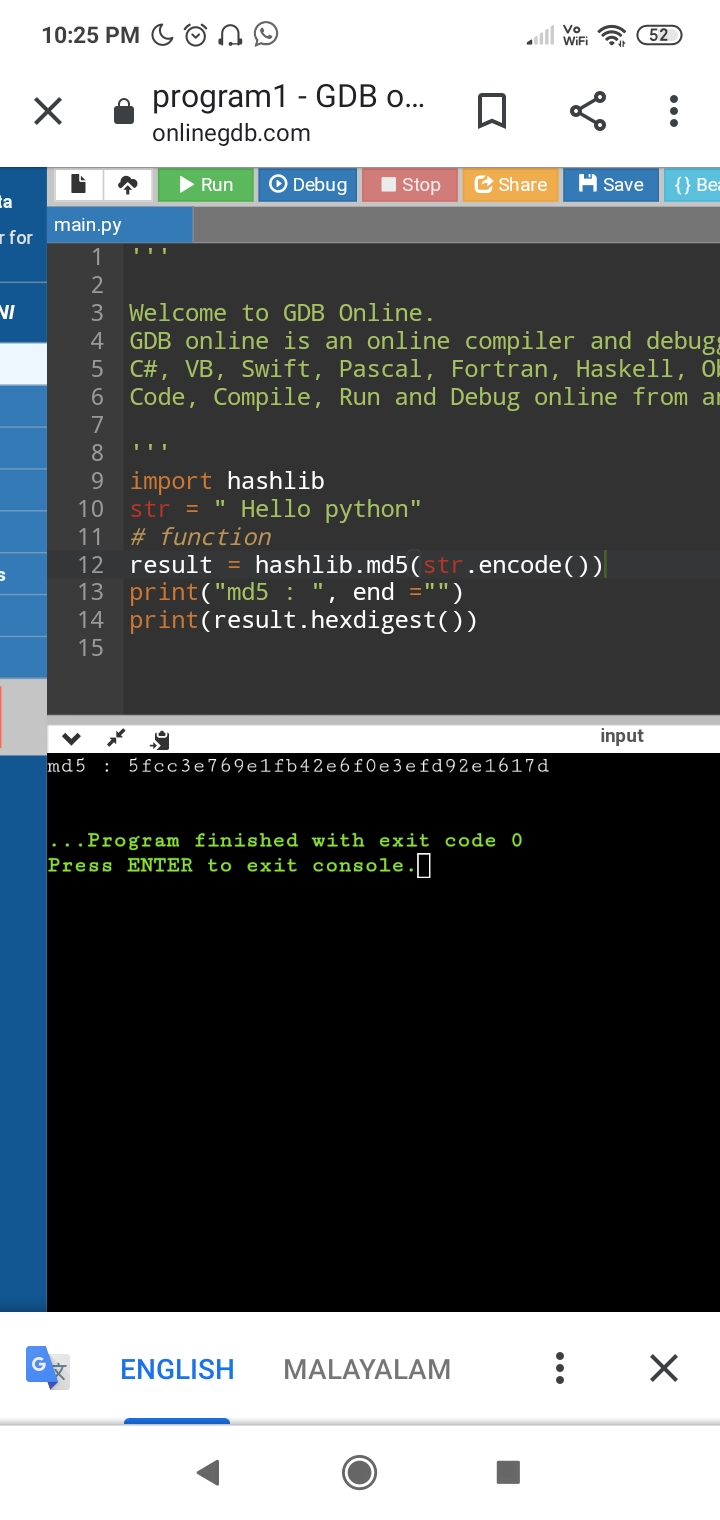 10:25 PM
Vo
WiFi
52
program1 - GDB o...
onlinegdb.com
ta
r for
NI
s
Run
Debug
Stop
Share
Save
{} Bea
main.py
1 '''
2
3 Welcome to GDB Online.
4 GDB online is an online compiler and debugg
5 C#, VB, Swift, Pascal, Fortran, Haskell, Ob
6 Code, Compile, Run and Debug online from an
7
8 '''
9 import hashlib
10 str = " Hello python"
11 # function
12 result = hashlib.md5(str.encode())
13 print("md5 : ", end ="")
14 print(result.hexdigest())
15
input
md5 : 5fcc3e769e1fb42e6f0e3efd92e1617d
...Program finished with exit code 0
Press ENTER to exit console.
G 文
ENGLISH
MALAYALAM